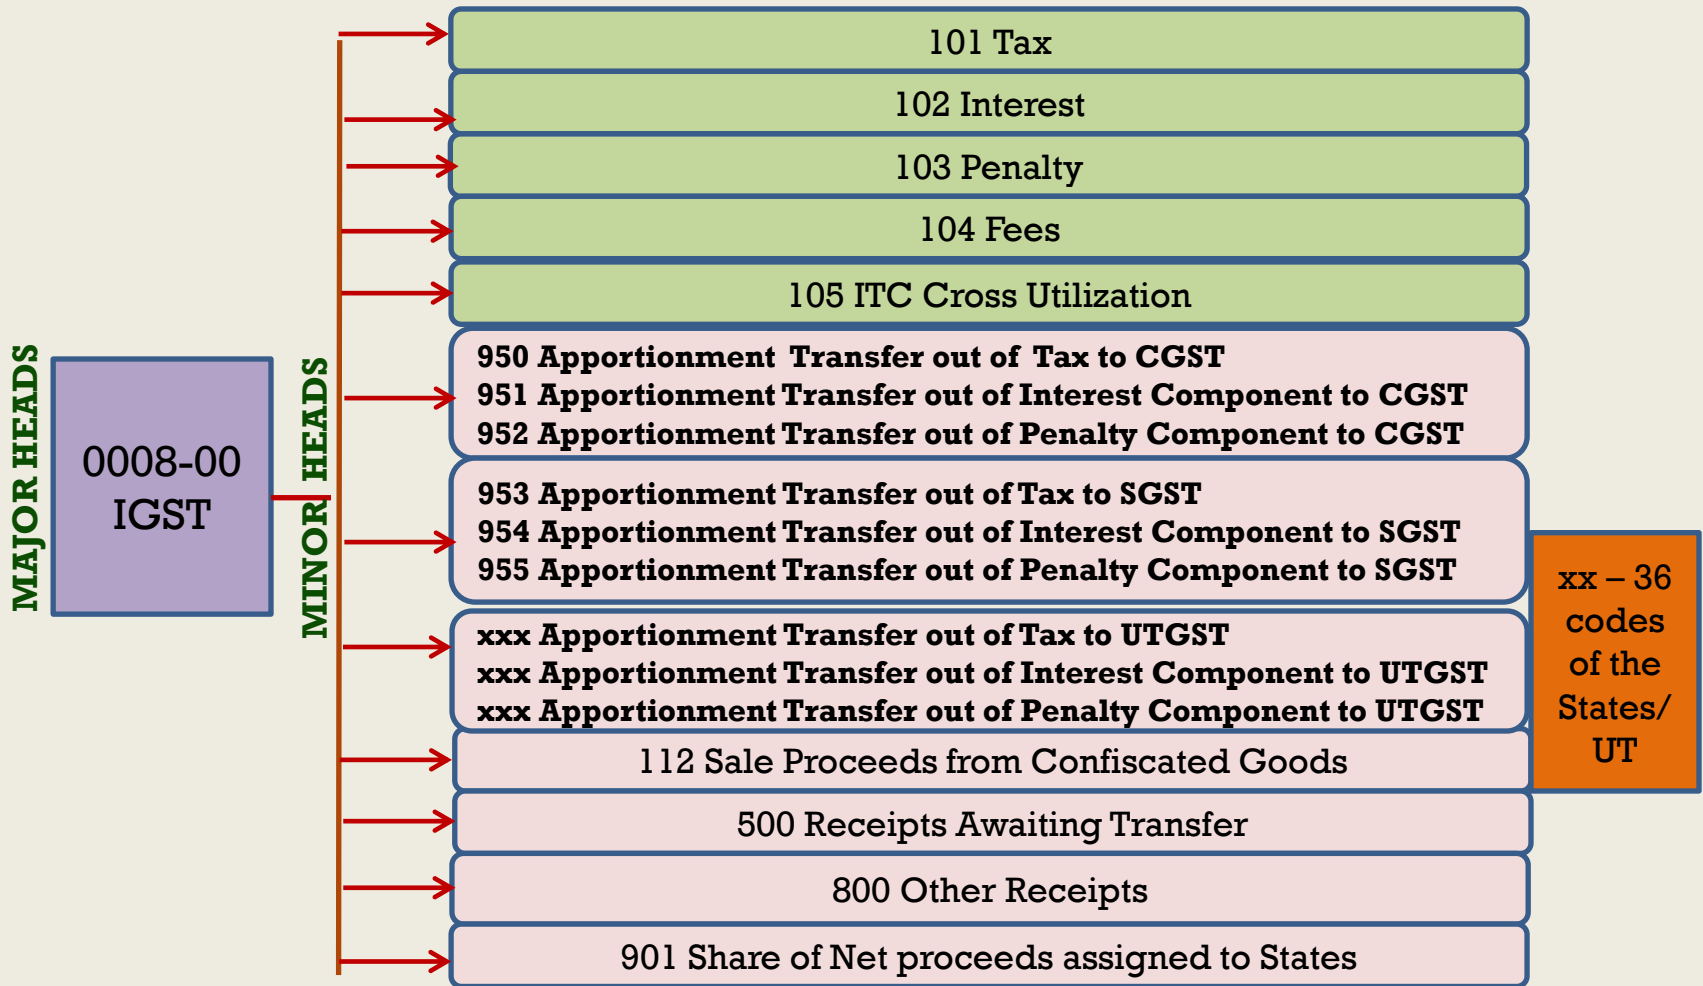 MAJOR HEADS
0008-00
IGST
MINOR HEADS
101 Tax
102 Interest
103 Penalty
104 Fees
105 ITC Cross Utilization
950 Apportionment Transfer out of Tax to CGST
951 Apportionment Transfer out of Interest Component to CGST
952 Apportionment Transfer out of Penalty Component to CGST
953 Apportionment Transfer out of Tax to SGST
954 Apportionment Transfer out of Interest Component to SGST
955 Apportionment Transfer out of Penalty Component to SGST
xxx Apportionment Transfer out of Tax to UTGST
xxx Apportionment Transfer out of Interest Component to UTGST
xxx Apportionment Transfer out of Penalty Component to UTGST
112 Sale Proceeds from Confiscated Goods
500 Receipts Awaiting Transfer
800 Other Receipts
901 Share of Net proceeds assigned to States
xx – 36
codes
of the
States/
UT